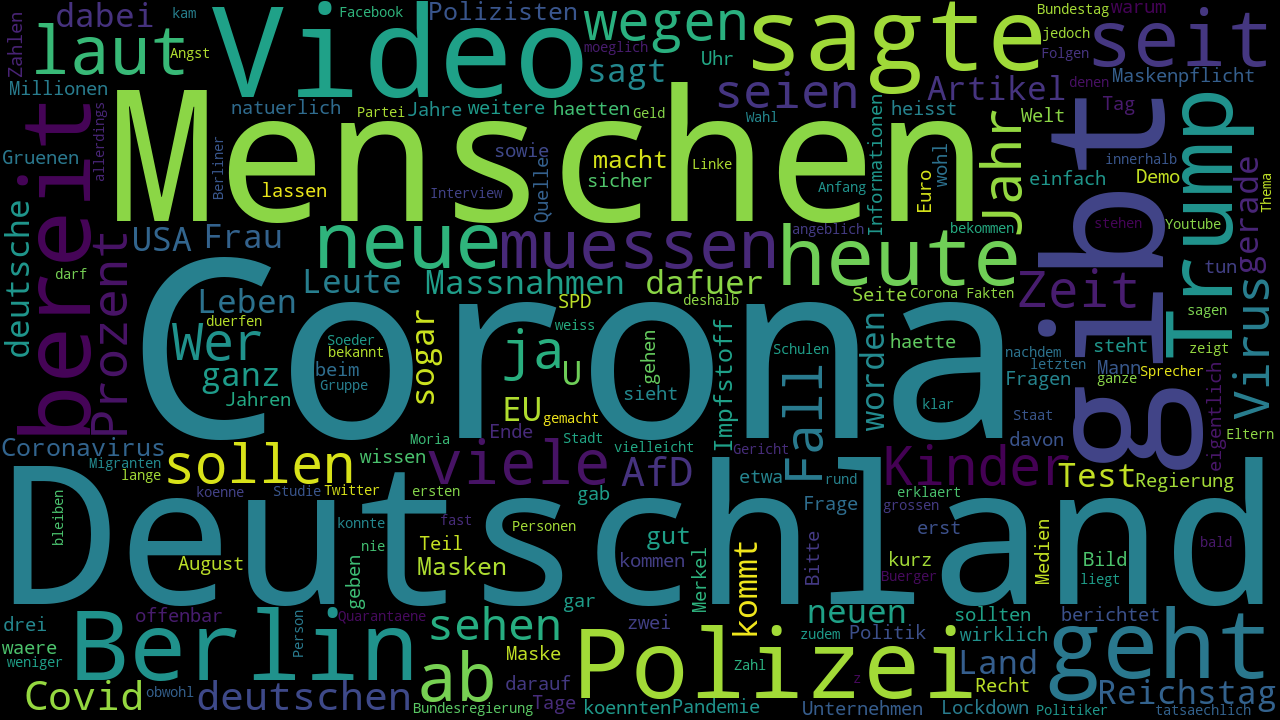 dabei
kam
Facebook
Polizisten
wegen
sagte
Bundestag
warum
seit
Zahlen
laut
Angst
Video
moeglich
Uhr
jedoch
Folgen
Millionen
sagt
seien
Artikel
denen
Maskenpflicht
natuerlich
Partei
Jahre
weitere
haetten
Geld
Wahl
Informationen
heisst
Welt
Tag
bereit
allerdings
Gruenen
Berliner
Menschen
sowie
Quellen
macht
Linke
wohl
Jahr
innerhalb
gibt
Trump
gerade
lassen
Interview
sicher
Anfang
Euro
einfach
Demo
Thema
deutsche
Prozent
USA
Frau
neue
muessen
angeblich
heute
bekommen
stehen
Youtube
darf
Leben
Leute
Massnahmen
dafuer
SPD
deshalb
Seite
Corona Fakten
Zeit
tun
Virus
duerfen
Wer
Soeder
bekannt
sogar
ja
weiss
Impfstoff
worden
haette
sagen
steht
zeigt
Corona
ganz
beim
Gruppe
U
gehen
Schulen
Fall
nachdem
letzten
Mann
Sprecher
Jahren
EU
gemacht
sieht
klar
Fragen
ganze
Staat
eigentlich
Coronavirus
Ende
Moria
Stadt
vielleicht
Gericht
davon
Eltern
Migranten
lange
sollen
wissen
viele
AfD
etwa
rund
Kinder
Test
Regierung
koenne
Studie
Twitter
ersten
gab
Frage
erklaert
grossen
Deutschland
bleiben
konnte
fast
Personen
gut
erst
nie
Teil
Medien
bald
August
geben
Masken
kommen
Merkel
kommt
Bitte
kurz
Buerger
Bild
liegt
gar
drei
offenbar
Person
Quarantaene
neuen
sollten
berichtet
waere
Berlin
sehen
zwei
zudem
Politik
wirklich
geht
weniger
Maske
Polizei
Zahl
Land
Covid
obwohl
deutschen
ab
darauf
z
Recht
Reichstag
Bundesregierung
Tage
koennten
Pandemie
Unternehmen
Lockdown
Politiker
tatsaechlich